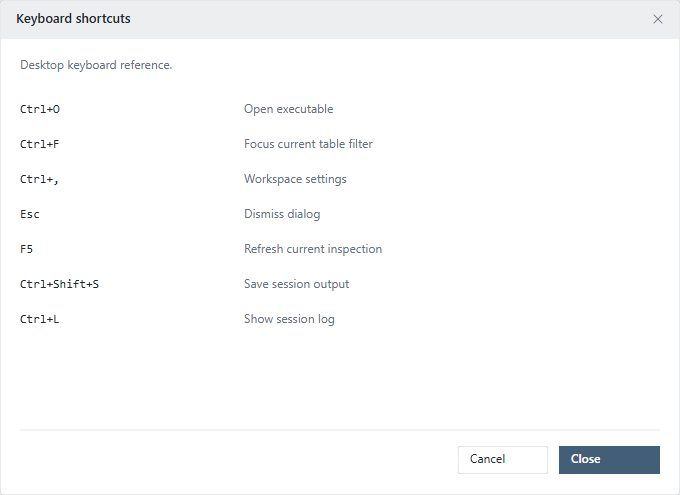 Keyboard shortcuts
Desktop keyboard reference.
Ctrl+O Open executable
Ctrl+F Focus current table filter
Ctrl+, Workspace settings
Esc Dismiss dialog
F5 Refresh current inspection
Ctrl+Shift+S Save session output
Ctrl+L Show session log
Cancel Close